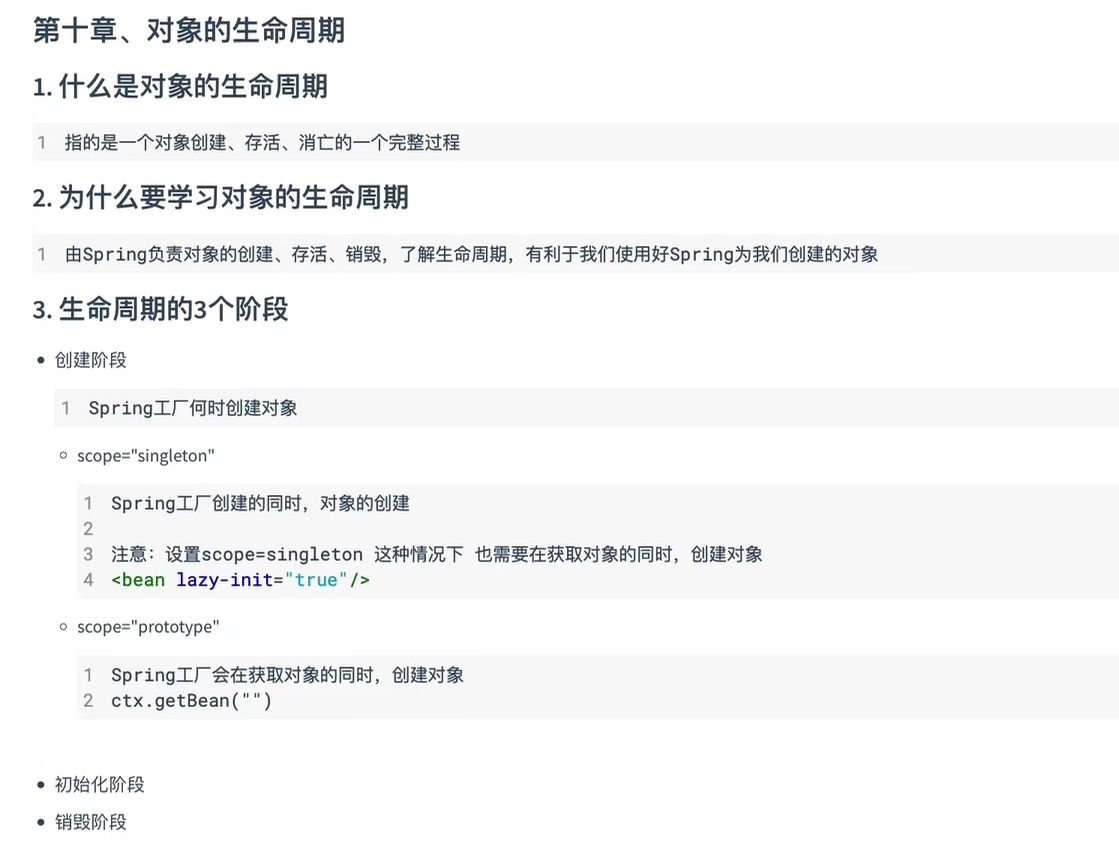 第十章、对象的生命周期
1. 什么是对象的生命周期
1 指的是一个对象创建、存活、消亡的一个完整过程
2. 为什么要学习对象的生命周期
1 由Spring负责对象的创建、存活、销毁，了解生命周期，有利于我们使用好Spring为我们创建的对象
3. 生命周期的3个阶段
• 创建阶段
1 Spring工厂何时创建对象
○ scope="singleton"
1 Spring工厂创建的同时，对象的创建
2
3 注意：设置scope=singleton 这种情况下 也需要在获取对象的同时，创建对象
4 <bean lazy-init="true"/>
○ scope="prototype"
1 Spring工厂会在获取对象的同时，创建对象
2 ctx.getBean("")
• 初始化阶段
• 销毁阶段